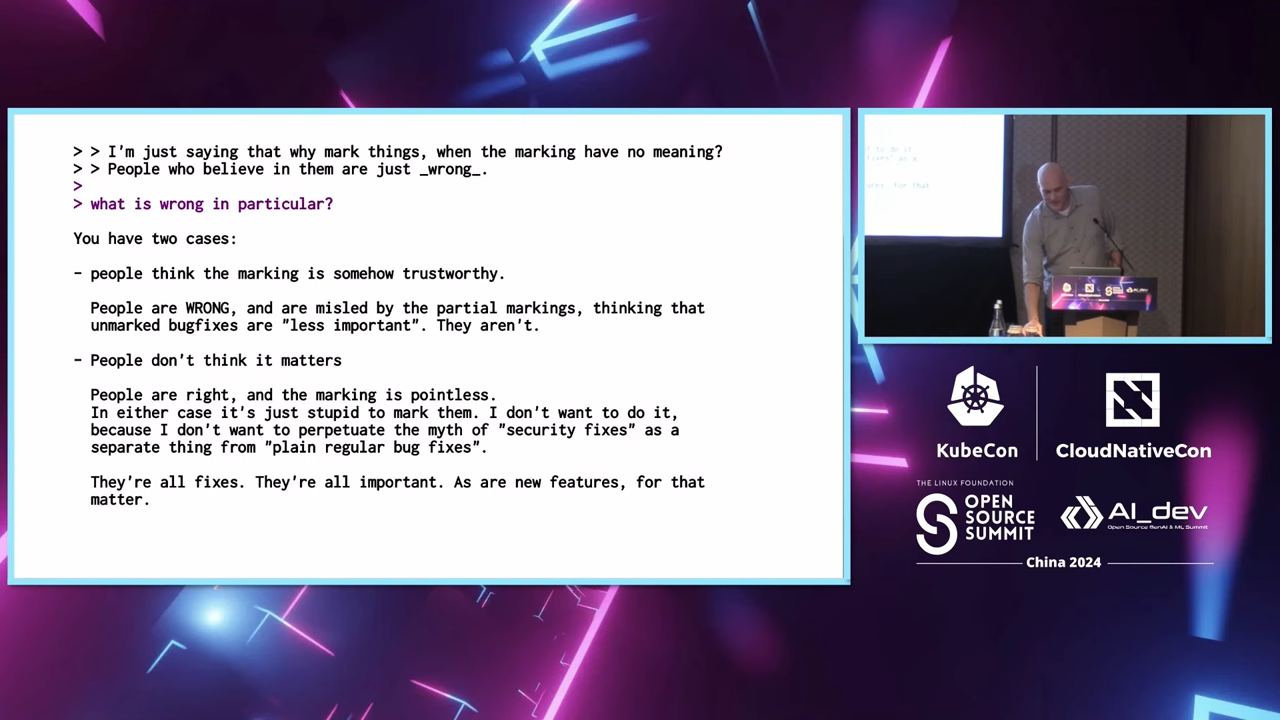 > > I'm just saying that why mark things, when the marking have no meaning?
> > People who believe in them are just _wrong_.
>
> what is wrong in particular?
You have two cases:
- people think the marking is somehow trustworthy.
People are WRONG, and are misled by the partial markings, thinking that
unmarked bugfixes are "less important". They aren't.
- People don't think it matters
People are right, and the marking is pointless.
In either case it's just stupid to mark them. I don't want to do it,
because I don't want to perpetuate the myth of "security fixes" as a
separate thing from "plain regular bug fixes".
They're all fixes. They're all important. As are new features, for that
matter.
KubeCon
CloudNativeCon
THE LINUX FOUNDATION
OPEN
SOURCE
SUMMIT
AI_dev
Open Source GenAI & ML Summit
China 2024